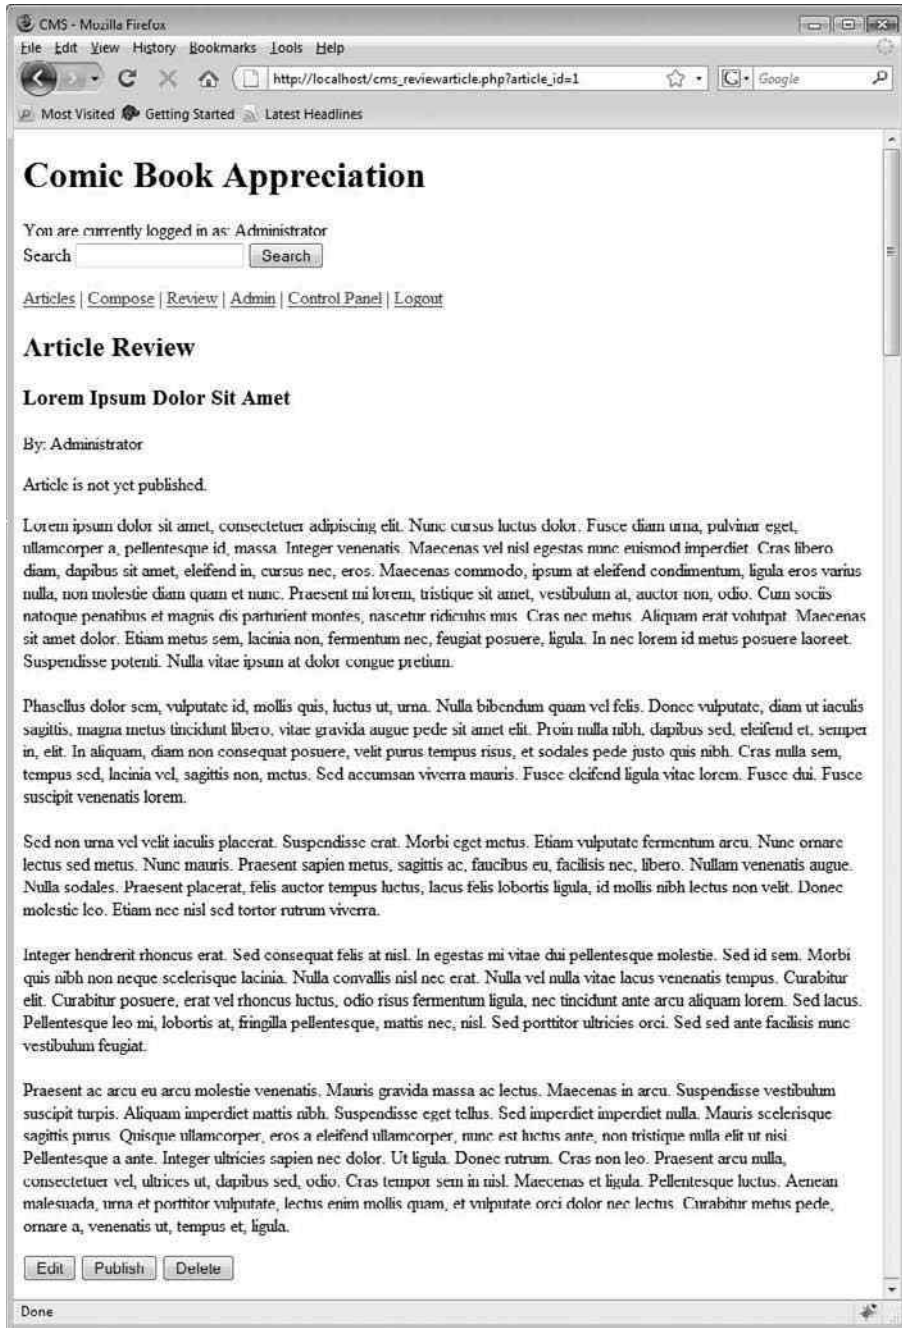 CMS - Mozilla Firefox
File Edit View History Bookmarks Tools Help
http://localhost/cms_reviewarticle.php?article_id=1
Google
Most Visited Getting Started Latest Headlines
Comic Book Appreciation
You are currently logged in as: Administrator
Search Search
Articles | Compose | Review | Admin | Control Panel | Logout
Article Review
Lorem Ipsum Dolor Sit Amet
By: Administrator
Article is not yet published.
Lorem ipsum dolor sit amet, consectetuer adipiscing elit. Nunc cursus luctus dolor. Fusce diam urna, pulvinar eget,
ullamcorper a, pellentesque id, massa. Integer venenatis. Maecenas vel nisl egestas nunc euismod imperdiet. Cras libero
diam, dapibus sit amet, eleifend in, cursus nec, eros. Maecenas commodo, ipsum at eleifend condimentum, ligula eros varius
nulla, non molestie diam quam et nunc. Praesent mi lorem, tristique sit amet, vestibulum at, auctor non, odio. Cum sociis
natoque penatibus et magnis dis parturient montes, nascetur ridiculus mus. Cras nec metus. Aliquam erat volutpat. Maecenas
sit amet dolor. Etiam metus sem, lacinia non, fermentum nec, feugiat posuere, ligula. In nec lorem id metus posuere laoreet.
Suspendisse potenti. Nulla vitae ipsum at dolor congue pretium.
Phasellus dolor sem, vulputate id, mollis quis, luctus ut, urna. Nulla bibendum quam vel felis. Donec vulputate, diam ut iaculis
sagittis, magna metus tincidunt libero, vitae gravida augue pede sit amet elit. Proin nulla nibh, dapibus sed, eleifend et, semper
in, elit. In aliquam, diam non consequat posuere, velit purus tempus risus, et sodales pede justo quis nibh. Cras nulla sem,
tempus sed, lacinia vel, sagittis non, metus. Sed accumsan viverra mauris. Fusce eleifend ligula vitae lorem. Fusce dui. Fusce
suscipit venenatis lorem.
Sed non urna vel velit iaculis placerat. Suspendisse erat. Morbi eget metus. Etiam vulputate fermentum arcu. Nunc ornare
lectus sed metus. Nunc mauris. Praesent sapien metus, sagittis ac, faucibus eu, facilisis nec, libero. Nullam venenatis augue.
Nulla sodales. Praesent placerat, felis auctor tempus luctus, lacus felis lobortis ligula, id mollis nibh lectus non velit. Donec
molestie leo. Etiam nec nisl sed tortor rutrum viverra.
Integer hendrerit rhoncus erat. Sed consequat felis at nisl. In egestas mi vitae dui pellentesque molestie. Sed id sem. Morbi
quis nibh non neque scelerisque lacinia. Nulla convallis nisl nec erat. Nulla vel nulla vitae lacus venenatis tempus. Curabitur
elit. Curabitur posuere, erat vel rhoncus luctus, odio risus fermentum ligula, nec tincidunt ante arcu aliquam lorem. Sed lacus.
Pellentesque leo mi, lobortis at, fringilla pellentesque, mattis nec, nisl. Sed porttitor ultricies orci. Sed sed ante facilisis nunc
vestibulum feugiat.
Praesent ac arcu eu arcu molestie venenatis. Mauris gravida massa ac lectus. Maecenas in arcu. Suspendisse vestibulum
suscipit turpis. Aliquam imperdiet mattis nibh. Suspendisse eget tellus. Sed imperdiet imperdiet nulla. Mauris scelerisque
sagittis purus. Quisque ullamcorper, eros a eleifend ullamcorper, nunc est luctus ante, non tristique nulla elit ut nisi.
Pellentesque a ante. Integer ultricies sapien nec dolor. Ut ligula. Donec rutrum. Cras non leo. Praesent arcu nulla,
consectetuer vel, ultrices ut, dapibus sed, odio. Cras tempor sem in nisl. Maecenas et ligula. Pellentesque luctus. Aenean
malesuada, urna et porttitor vulputate, lectus enim mollis quam, et vulputate orci dolor nec lectus. Curabitur metus pede,
ornare a, venenatis ut, tempus et, ligula.
Edit Publish Delete
Done